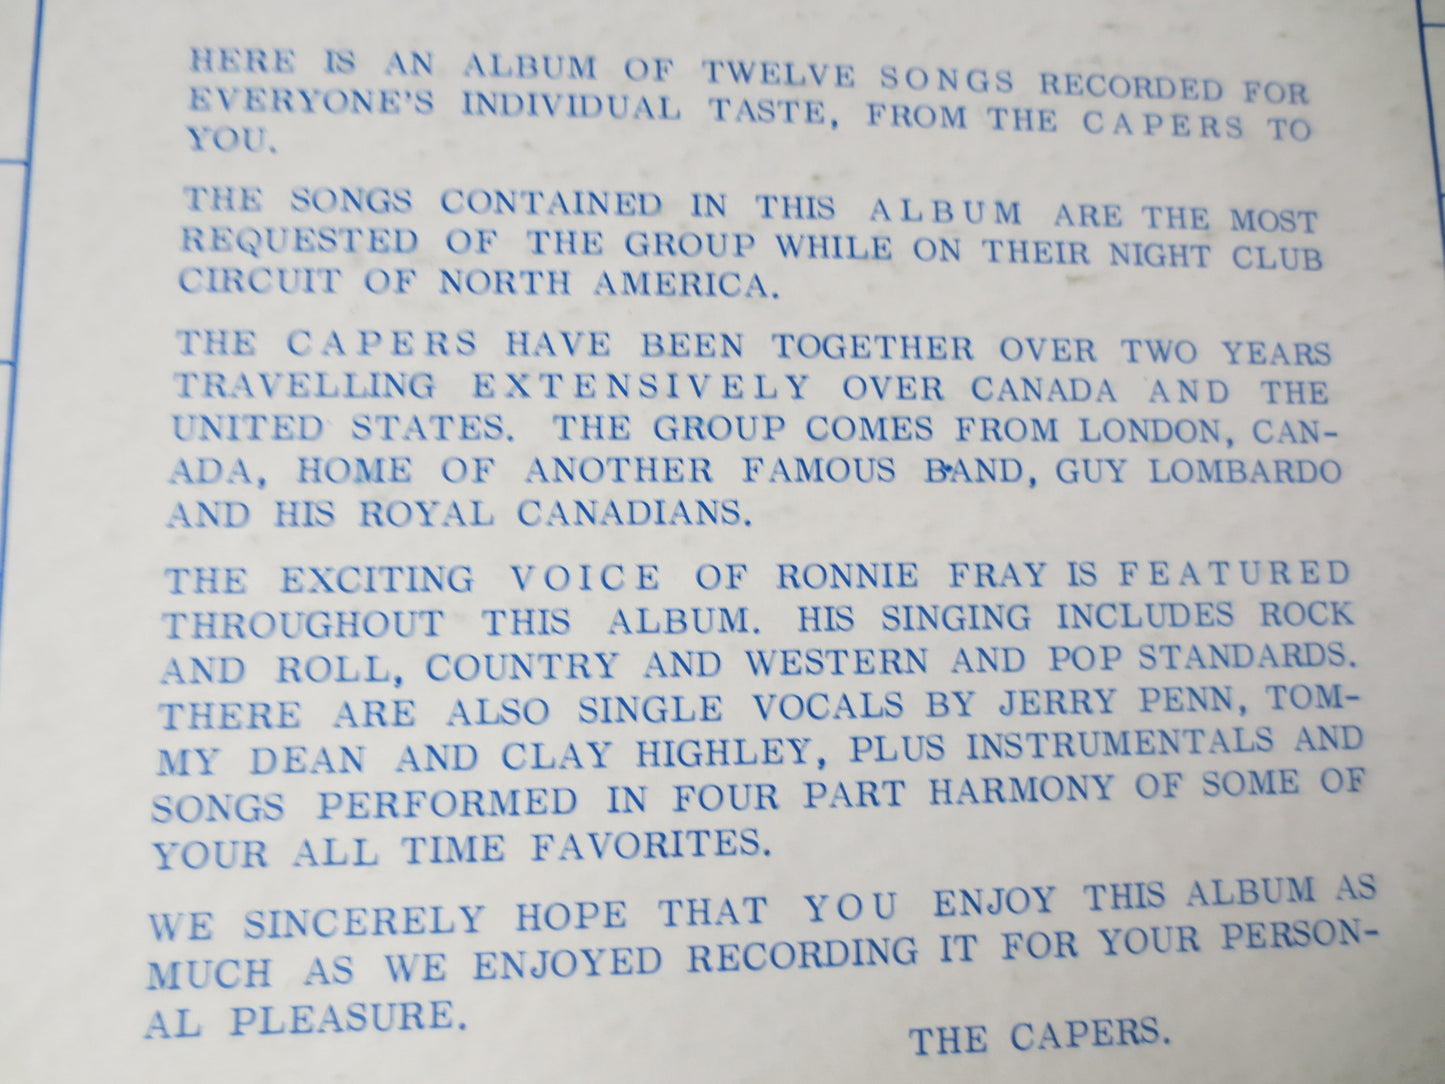 HERE IS AN ALBUM OF TWELVE SONGS RECORDED FOR
EVERYONE'S INDIVIDUAL TASTE, FROM THE CAPERS TO
YOU.
THE SONGS CONTAINED IN THIS ALBUM ARE THE MOST
REQUESTED OF THE GROUP WHILE ON THEIR NIGHT CLUB
CIRCUIT OF NORTH AMERICA.
THE CAPERS HAVE BEEN TOGETHER OVER TWO YEARS
TRAVELLING EXTENSIVELY OVER CANADA AND THE
UNITED STATES. THE GROUP COMES FROM LONDON, CAN-
ADA, HOME OF ANOTHER FAMOUS BAND, GUY LOMBARDO
AND HIS ROYAL CANADIANS.
THE EXCITING VOICE OF RONNIE FRAY IS FEATURED
THROUGHOUT THIS ALBUM. HIS SINGING INCLUDES ROCK
AND ROLL, COUNTRY AND WESTERN AND POP STANDARDS.
THERE ARE ALSO SINGLE VOCALS BY JERRY PENN, TOM-
MY DEAN AND CLAY HIGHLEY, PLUS INSTRUMENTALS AND
SONGS PERFORMED IN FOUR PART HARMONY OF SOME OF
YOUR ALL TIME FAVORITES.
WE SINCERELY HOPE THAT YOU ENJOY THIS ALBUM AS
MUCH AS WE ENJOYED RECORDING IT FOR YOUR PERSON-
AL PLEASURE.
THE CAPERS.